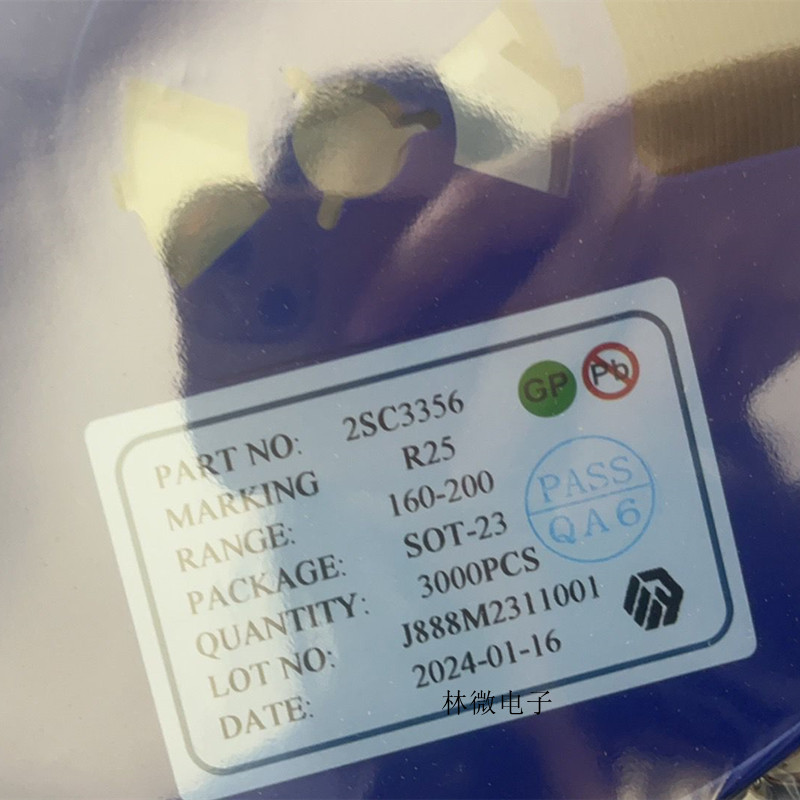 GP Pb
PART NO: 2SC3356
MARKING R25
RANGE: 160-200
PACKAGE: SOT-23
QUANTITY: 3000PCS
LOT NO: J888M2311001
DATE: 2024-01-16
PASS
QA6
林微电子